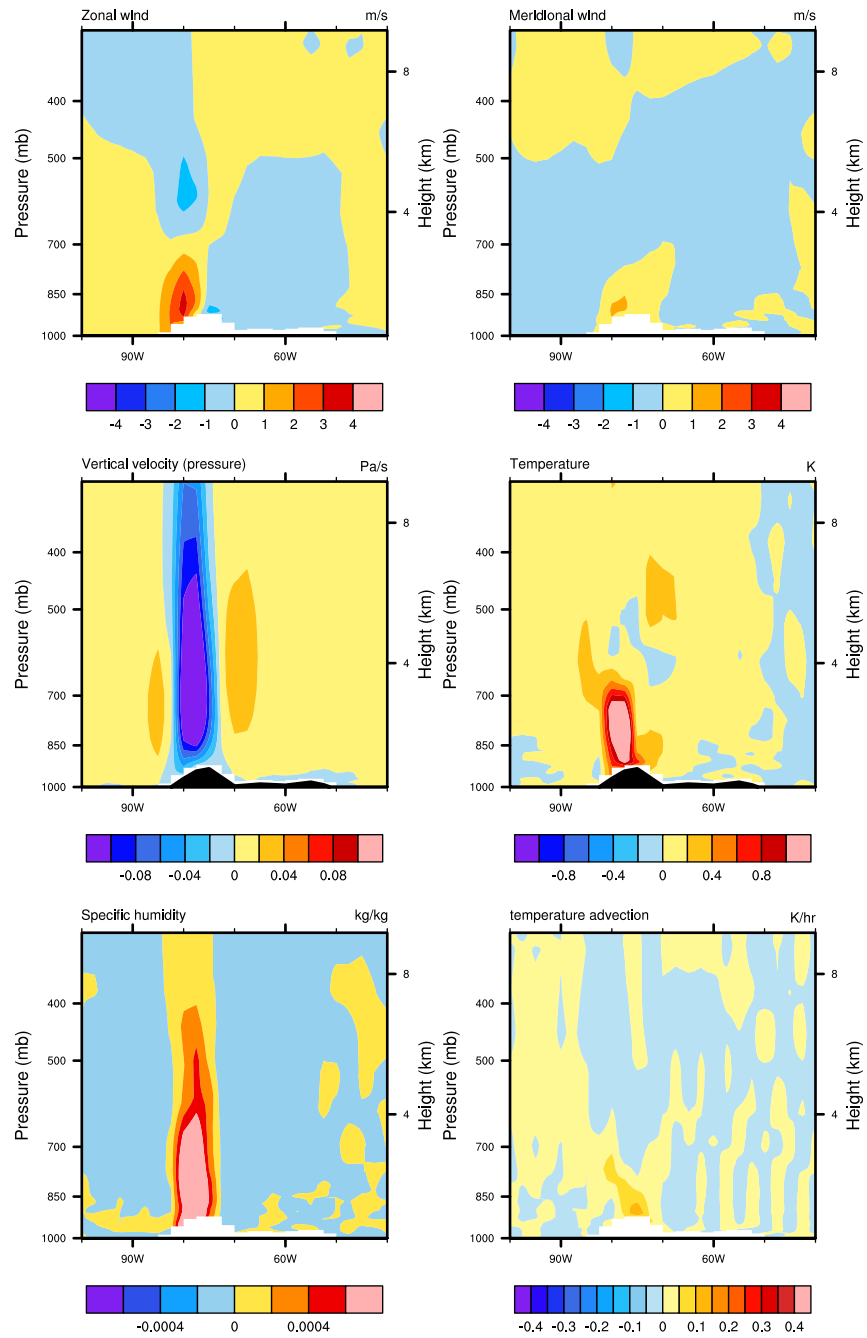 Zonal wind m/s
Meridional wind m/s
Pressure (mb)
400
500
700
850
1000
8
4
Height (km)
90W 60W
-4 -3 -2 -1 0 1 2 3 4
Pressure (mb)
400
500
700
850
1000
8
4
Height (km)
90W 60W
-4 -3 -2 -1 0 1 2 3 4
Vertical velocity (pressure) Pa/s
Temperature K
Pressure (mb)
400
500
700
850
1000
8
4
Height (km)
90W 60W
-0.08 -0.04 0 0.04 0.08
Pressure (mb)
400
500
700
850
1000
8
4
Height (km)
90W 60W
-0.8 -0.4 0 0.4 0.8
Specific humidity kg/kg
temperature advection K/hr
Pressure (mb)
400
500
700
850
1000
8
4
Height (km)
90W 60W
-0.0004 0 0.0004
Pressure (mb)
400
500
700
850
1000
8
4
Height (km)
90W 60W
-0.4 -0.3 -0.2 -0.1 0 0.1 0.2 0.3 0.4